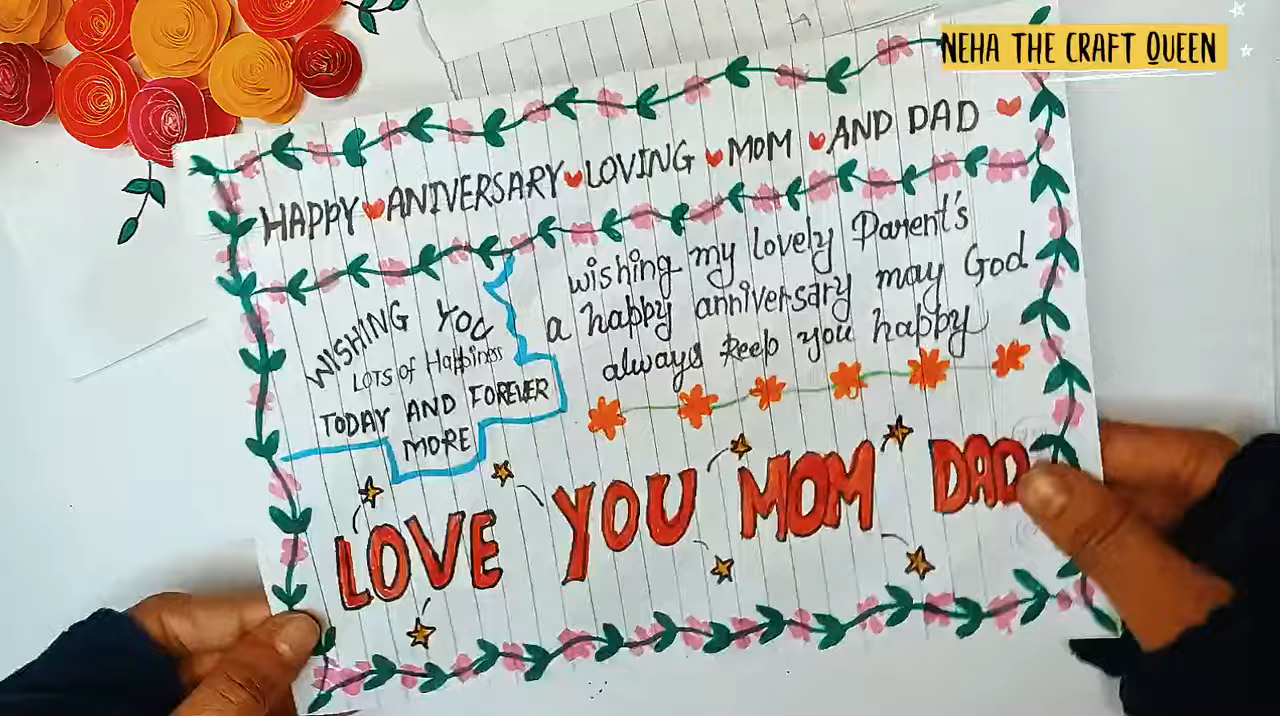 NEHA THE CRAFT QUEEN
HAPPY ANIVERSARY LOVING MOM AND DAD
WISHING YOU
LOTS of Happiness
TODAY AND FOREVER
MORE
wishing my lovely Parent's
a happy anniversary may God
always keep you happy
LOVE YOU MOM DAD